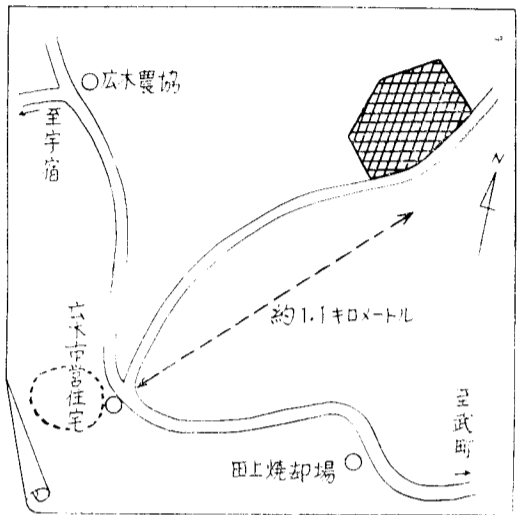 広木農協
至宇宿
N
約1.1キロメートル
広木市営住宅
至武町
田上焼却場